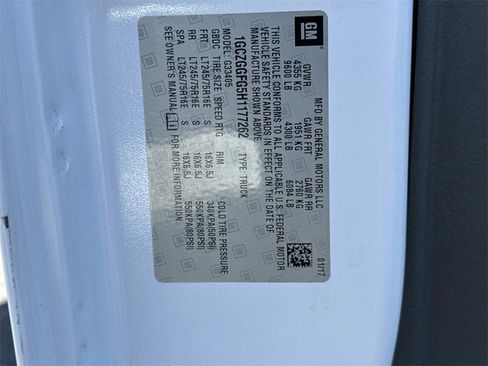 GM
MFD BY GENERAL MOTORS LLC
01/17
GVWR GAWR FRT GAWR RR
4356 KG 1951 KG 2760 KG
9600 LB 4300 LB 6084 LB
THIS VEHICLE CONFORMS TO ALL APPLICABLE U.S. FEDERAL MOTOR
VEHICLE SAFETY STANDARDS IN EFFECT ON THE DATE OF
MANUFACTURE SHOWN ABOVE.
1GCZGGFG5H1177262 TYPE: TRUCK
MODEL: G33405
GBDC TIRE SIZE SPEED RTG RIM COLD TIRE PRESSURE
FRT LT245/75R16E S 16X6.5J 340KPA(50PSI)
RR LT245/75R16E S 16X6.5J 550KPA(80PSI)
SPA LT245/75R16E S 16X6.5J 550KPA(80PSI)
SEE OWNER'S MANUAL FOR MORE INFORMATION.